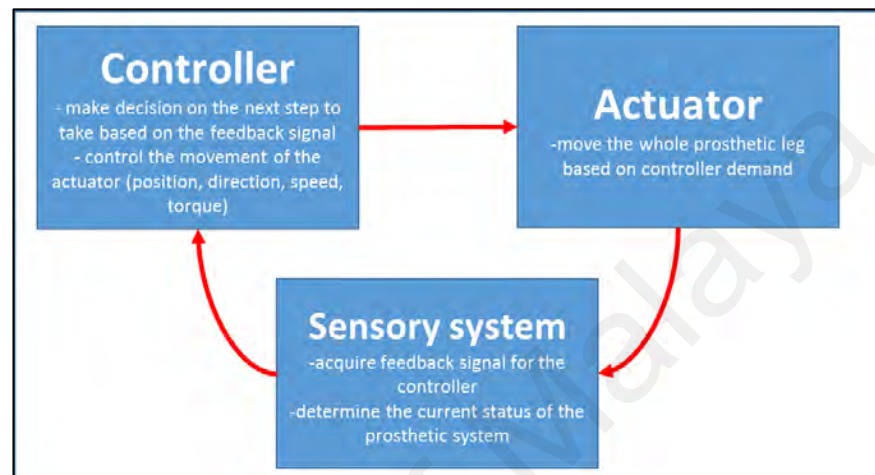 Controller
- make decision on the next step to
take based on the feedback signal
- control the movement of the
actuator (position, direction, speed,
torque)
Actuator
-move the whole prosthetic leg
based on controller demand
Sensory system
-acquire feedback signal for the
controller
-determine the current status of the
prosthetic system
Malaya